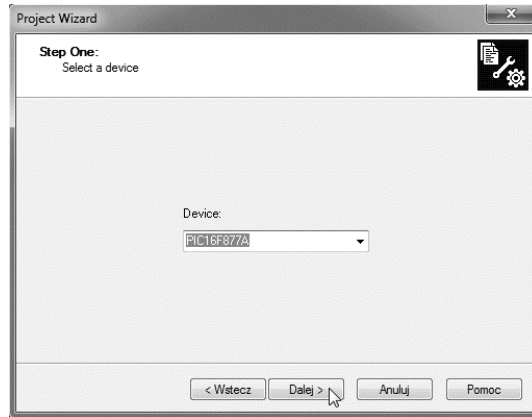 Project Wizard
Step One:
Select a device
Device:
PIC16F877A
< Wstecz Dalej > Anuluj Pomoc